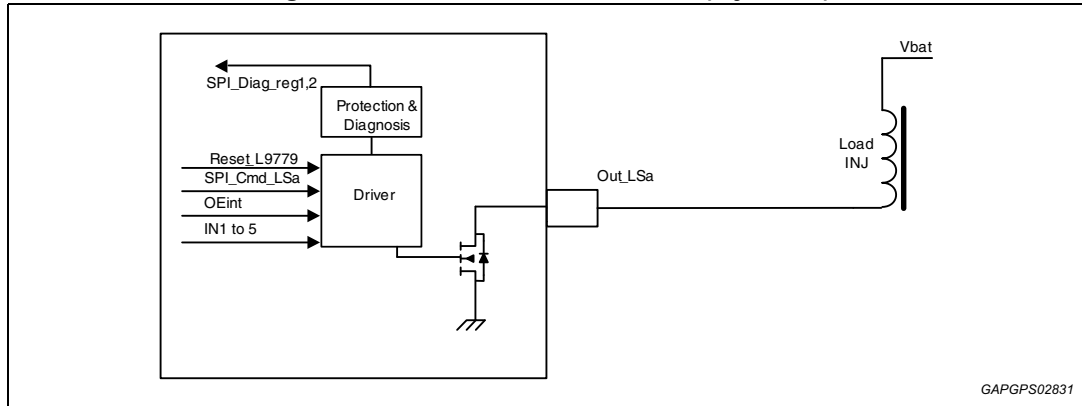 Vbat
SPI_Diag_reg1,2
Protection &
Diagnosis
Load
INJ
Reset_L9779
SPI_Cmd_LSa
Driver
Out_LSa
OEint
IN1 to 5
GAPGPS02831